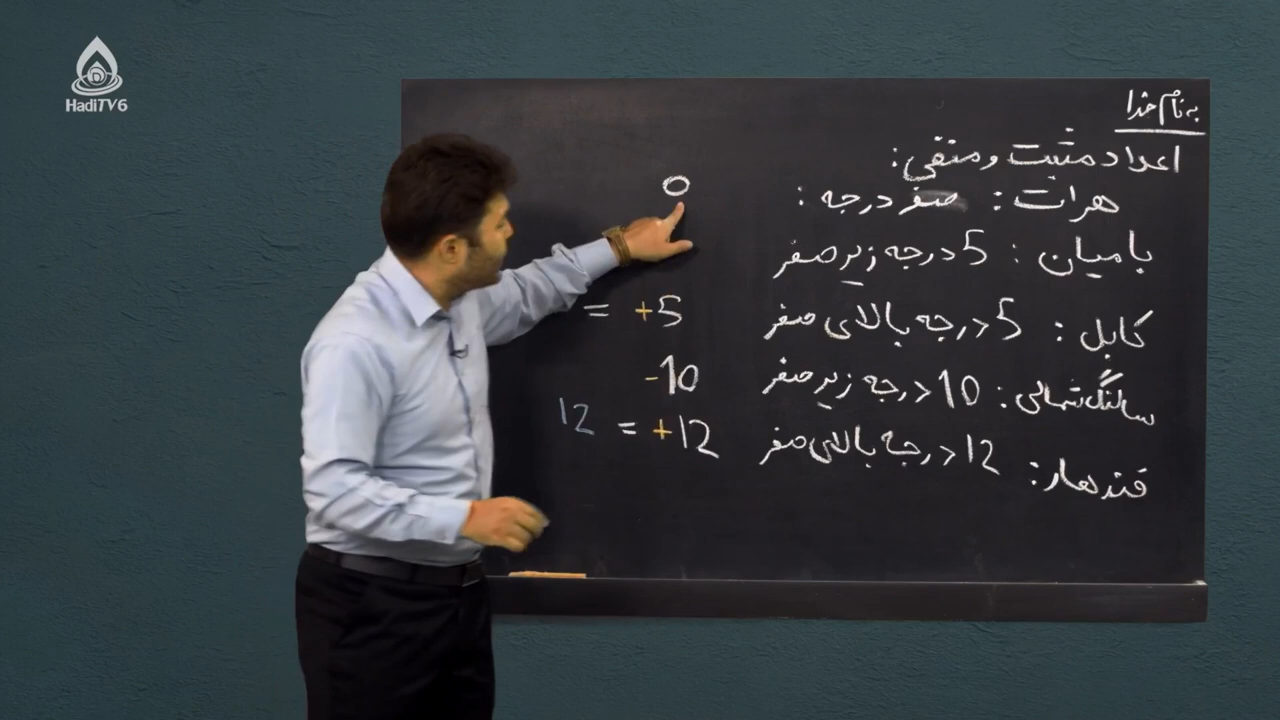 HadiTV6
به نام خدا
اعداد مثبت و منفی :
هرات : صفر درجه : 0
بامیان : 5 درجه زیر صفر
کابل : 5 درجه بالای صفر = +5
سالنگ شمالی : 10 درجه زیر صفر -10
قندهار : 12 درجه بالای صفر 12 = +12